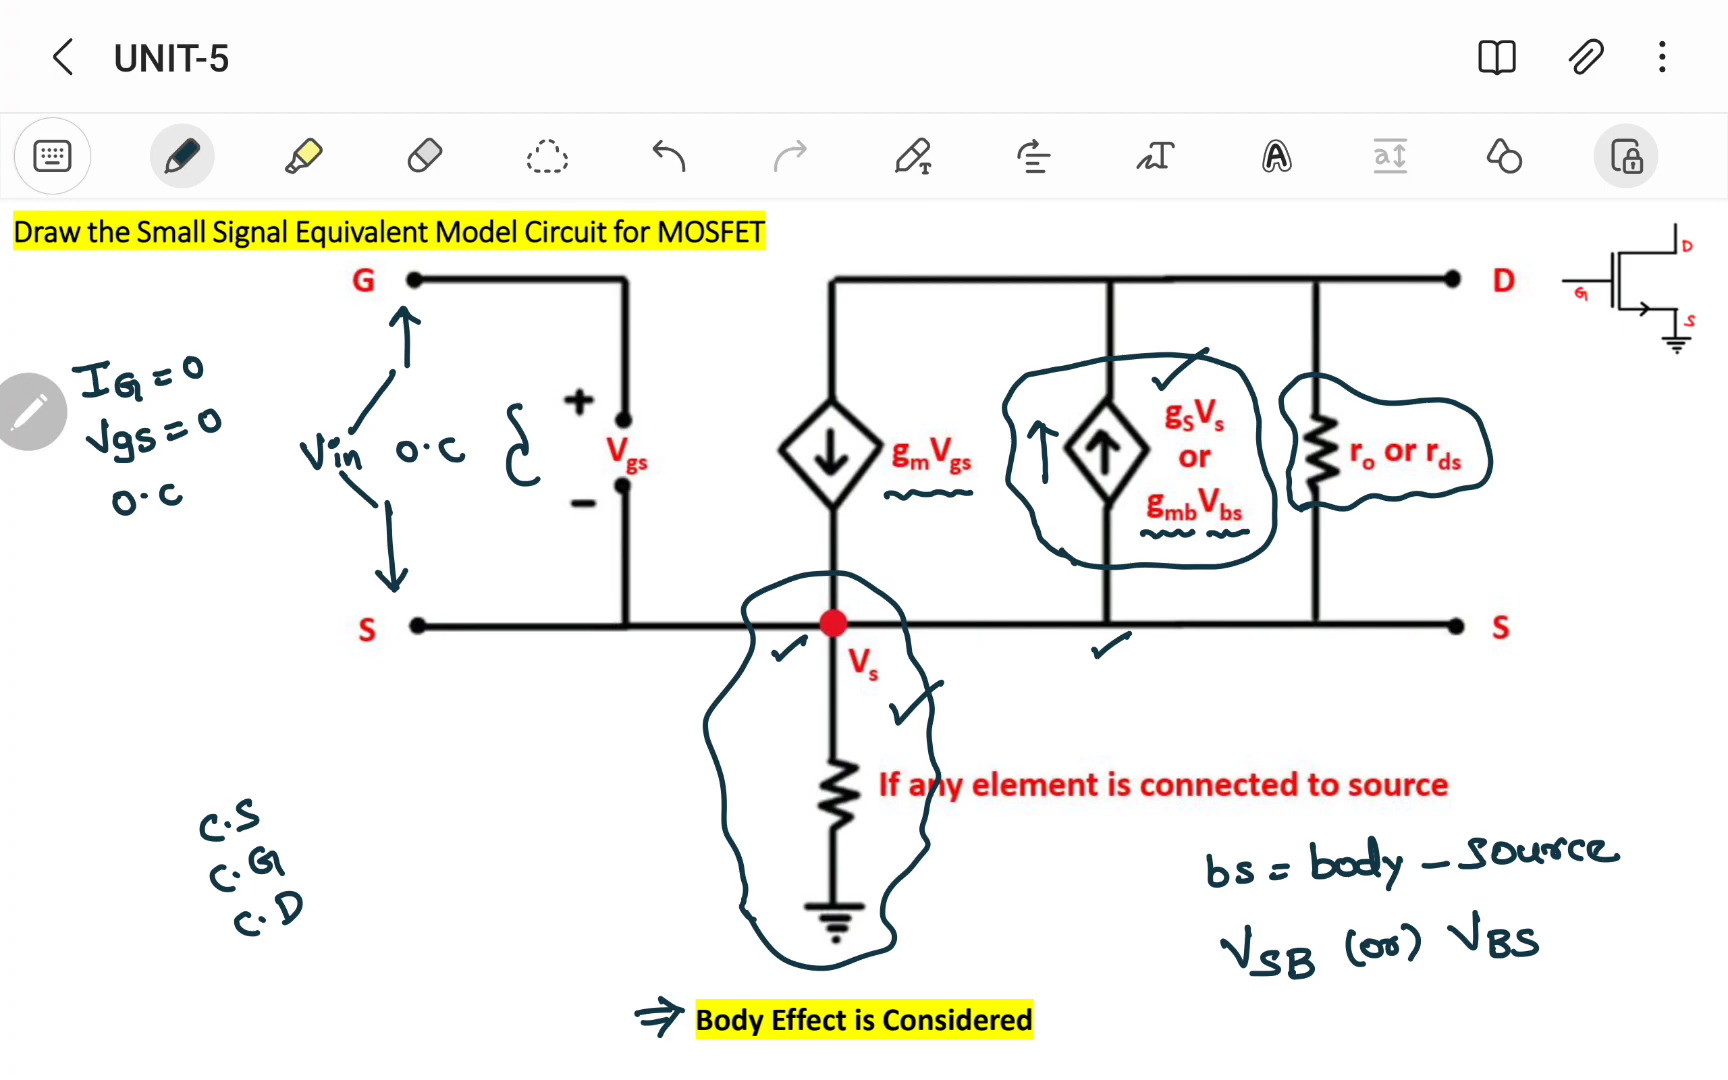 UNIT-5
Draw the Small Signal Equivalent Model Circuit for MOSFET
G
D
D
G
S
IG = 0
Vgs = 0
O.C
Vin
O.C
+
Vgs
−
gmVgs
gsVs
or
gmbVbs
ro or rds
S
S
Vs
If any element is connected to source
C.S
C.G
C.D
bs = body - source
VSB (or) VBS
⇒ Body Effect is Considered